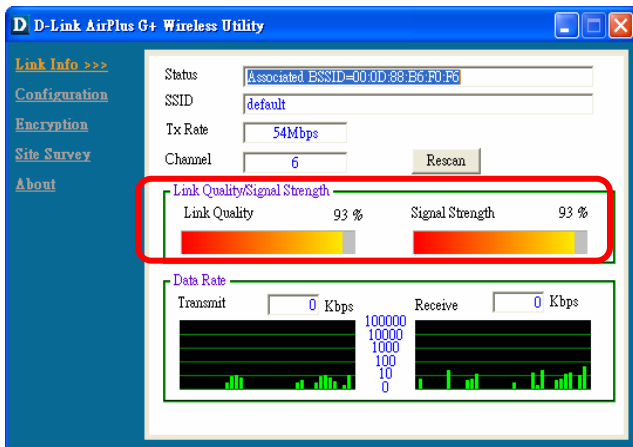 D D-Link AirPlus G+ Wireless Utility
Link Info >>>
Configuration
Encryption
Site Survey
About
Status Associated BSSID=00:0D:88:B6:F0:F6
SSID default
Tx Rate 54Mbps
Channel 6 Rescan
Link Quality/Signal Strength
Link Quality 93 % Signal Strength 93 %
Data Rate
Transmit 0 Kbps Receive 0 Kbps
100000
10000
1000
100
10
0